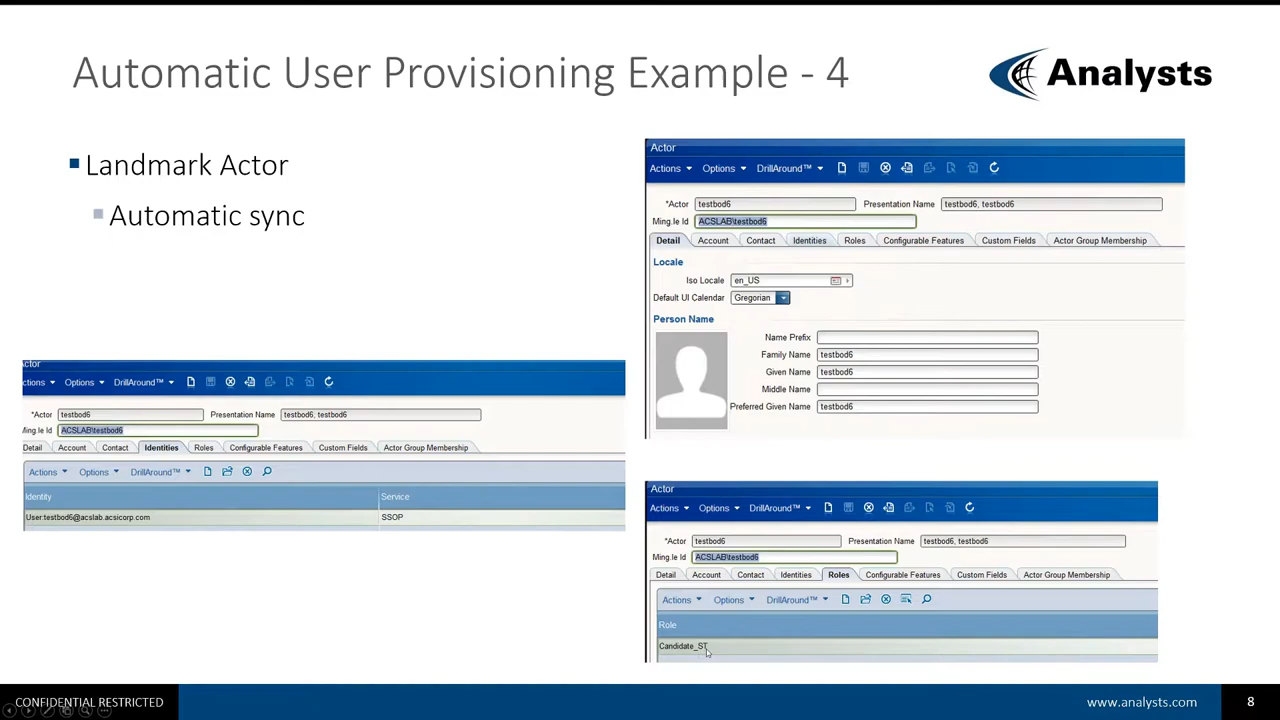 Automatic User Provisioning Example - 4
Analysts
Landmark Actor
Automatic sync
Actor
Actions Options DrillAround™
*Actor testbod6 Presentation Name testbod6, testbod6
Ming.le Id ACSLAB\testbod6
Detail Account Contact Identities Roles Configurable Features Custom Fields Actor Group Membership
Locale
Iso Locale en_US
Default UI Calendar Gregorian
Person Name
Name Prefix
Family Name testbod6
Given Name testbod6
Middle Name
Preferred Given Name testbod6
ctor
ctions Options DrillAround™
*Actor testbod6 Presentation Name testbod6, testbod6
Ming.le Id ACSLAB\testbod6
Detail Account Contact Identities Roles Configurable Features Custom Fields Actor Group Membership
Actions Options DrillAround™
Identity Service
User:testbod6@acslab.acsicorp.com SSOP
Actor
Actions Options DrillAround™
*Actor testbod6 Presentation Name testbod6, testbod6
Ming.le Id ACSLAB\testbod6
Detail Account Contact Identities Roles Configurable Features Custom Fields Actor Group Membership
Actions Options DrillAround™
Role
Candidate_ST
CONFIDENTIAL RESTRICTED
www.analysts.com
8